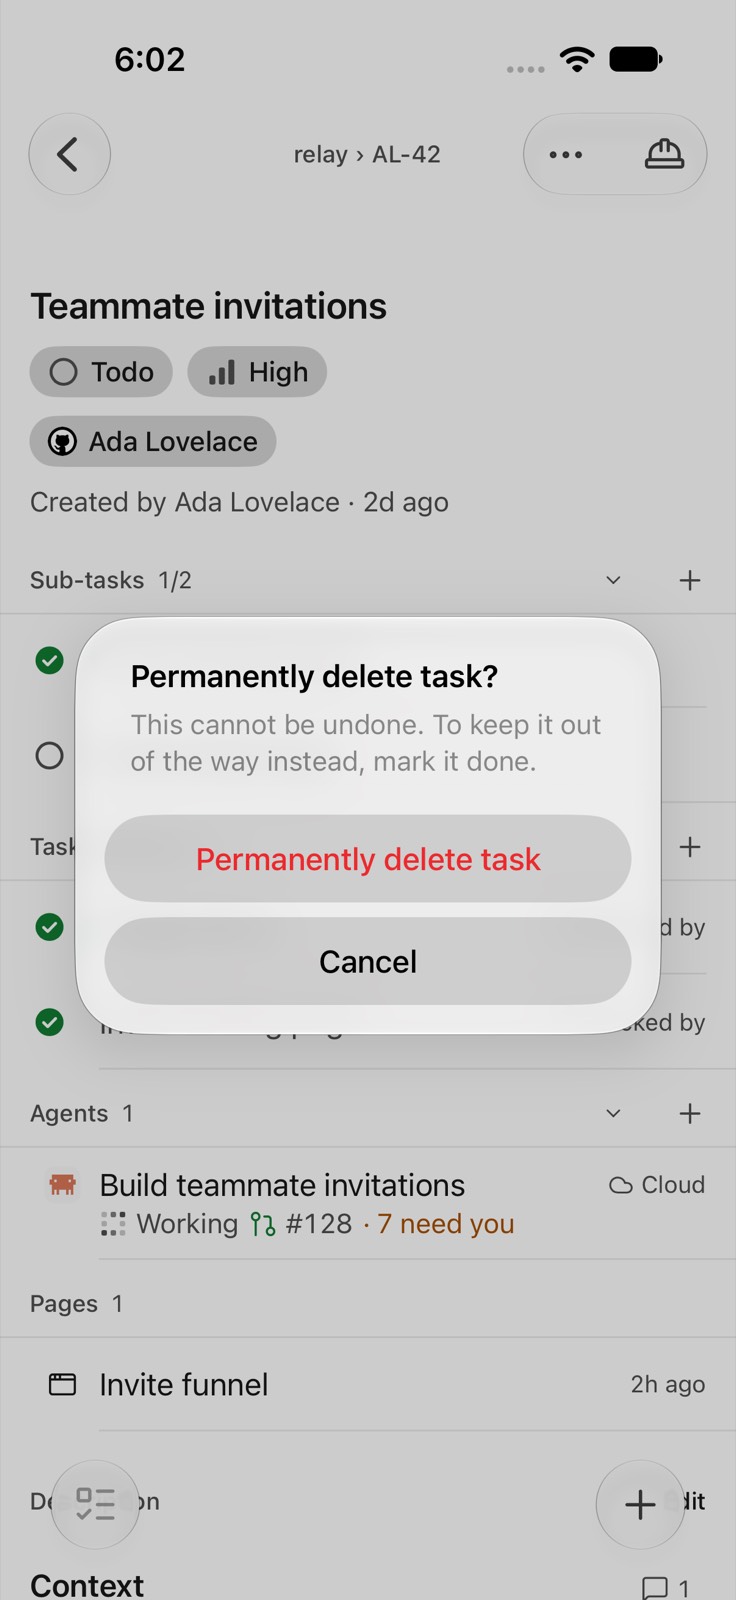 6:02
relay › AL-42
Teammate invitations
Todo
High
Ada Lovelace
Created by Ada Lovelace · 2d ago
Sub-tasks 1/2
Permanently delete task?
This cannot be undone. To keep it out
of the way instead, mark it done.
Permanently delete task
Cancel
by
Agents 1
Build teammate invitations
Cloud
Working #128 · 7 need you
Pages 1
Invite funnel
2h ago
Context
1